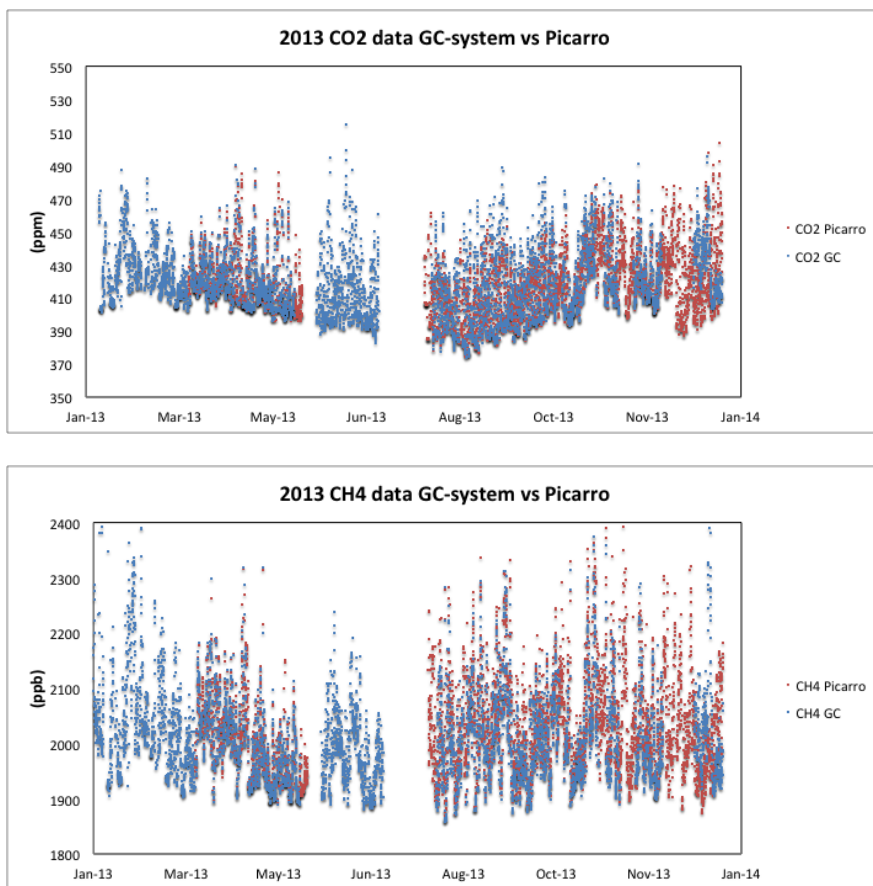 2013 CO2 data GC-system vs Picarro
550
530
510
490
470
450
430
410
390
370
350
(ppm)
Jan-13 Mar-13 May-13 Jun-13 Aug-13 Oct-13 Nov-13 Jan-14
CO2 Picarro
CO2 GC
2013 CH4 data GC-system vs Picarro
2400
2300
2200
2100
2000
1900
1800
(ppb)
Jan-13 Mar-13 May-13 Jun-13 Aug-13 Oct-13 Nov-13 Jan-14
CH4 Picarro
CH4 GC